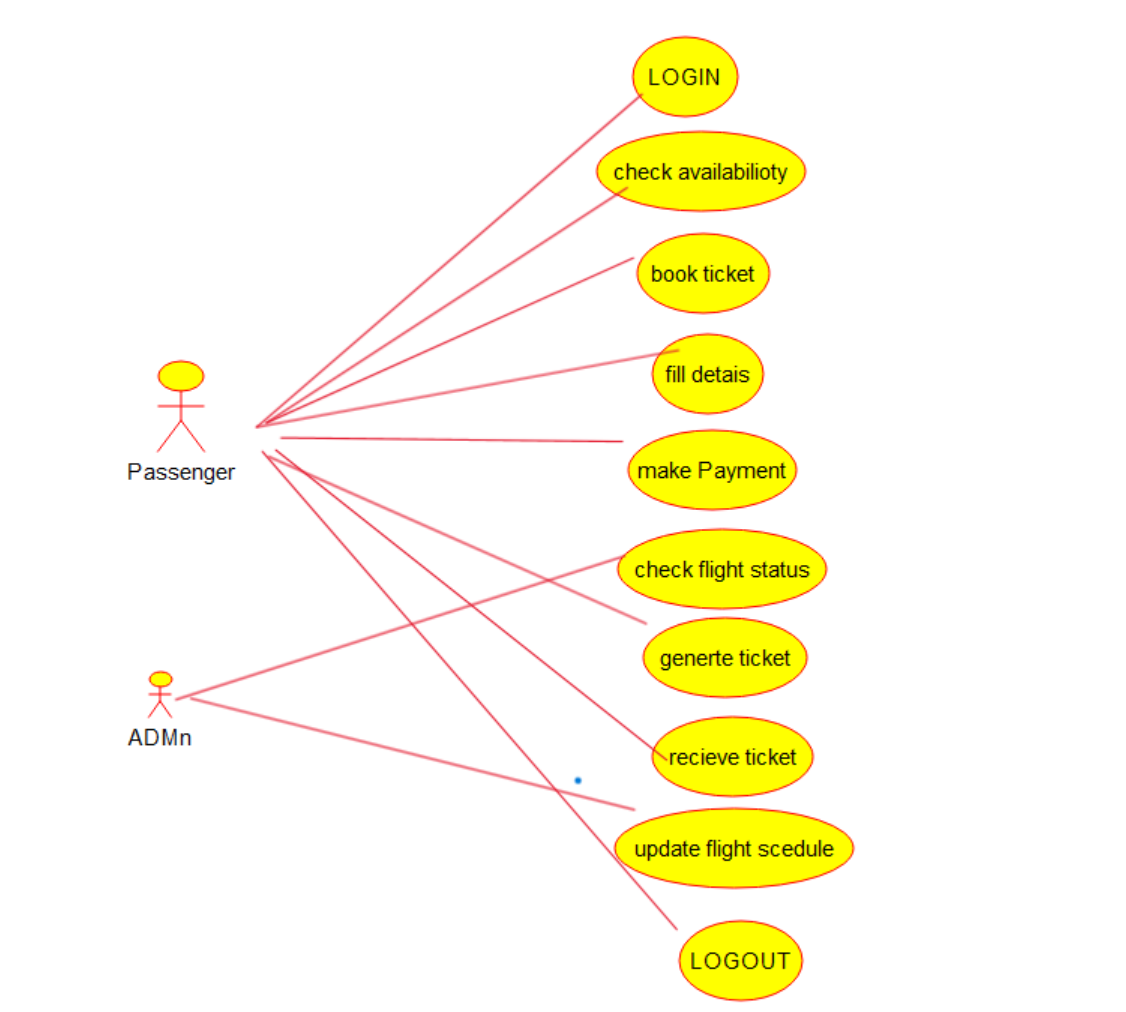 LOGIN
check availabilioty
book ticket
fill detais
Passenger
make Payment
check flight status
generte ticket
ADMn
recieve ticket
update flight scedule
LOGOUT